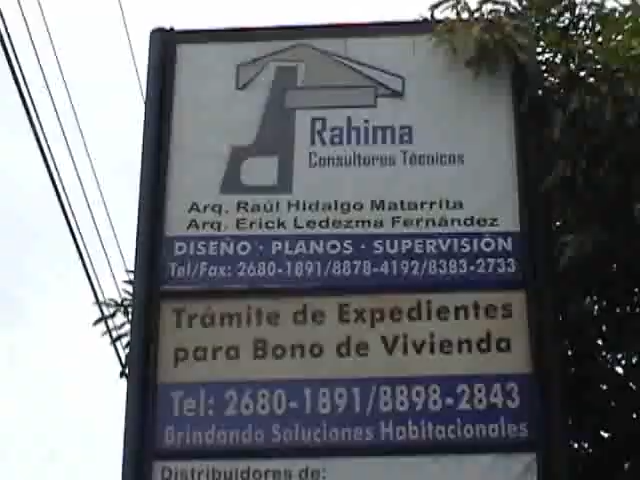 Rahima
Consultores Técnicos
Arq. Raúl Hidalgo Matarrita
Arq. Erick Ledezma Fernández
DISEÑO · PLANOS · SUPERVISIÓN
Tel/Fax: 2680-1891/8878-4192/8383-2733
Trámite de Expedientes
para Bono de Vivienda
Tel: 2680-1891/8898-2843
Brindando Soluciones Habitacionales
Distribuidores de: